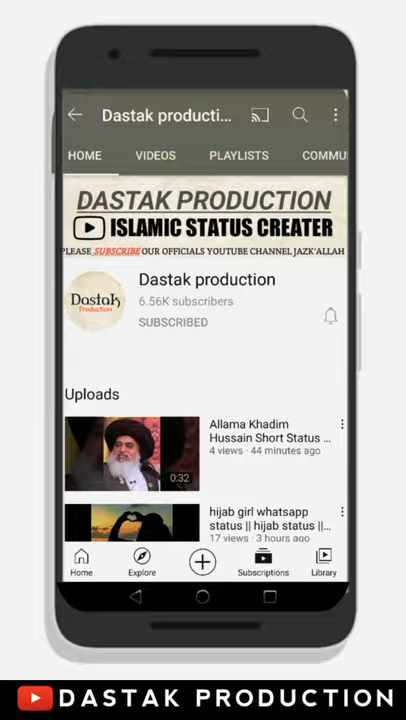 Dastak producti...
HOME VIDEOS PLAYLISTS COMMU
DASTAK PRODUCTION
ISLAMIC STATUS CREATER
PLEASE SUBSCRIBE OUR OFFICIALS YOUTUBE CHANNEL JAZK'ALLAH
Dastak
Production
Dastak production
6.56K subscribers
SUBSCRIBED
Uploads
Allama Khadim
Hussain Short Status ...
4 views · 44 minutes ago
0:32
hijab girl whatsapp
status || hijab status ||...
17 views · 3 hours ago
Home Explore Subscriptions Library
DASTAK PRODUCTION